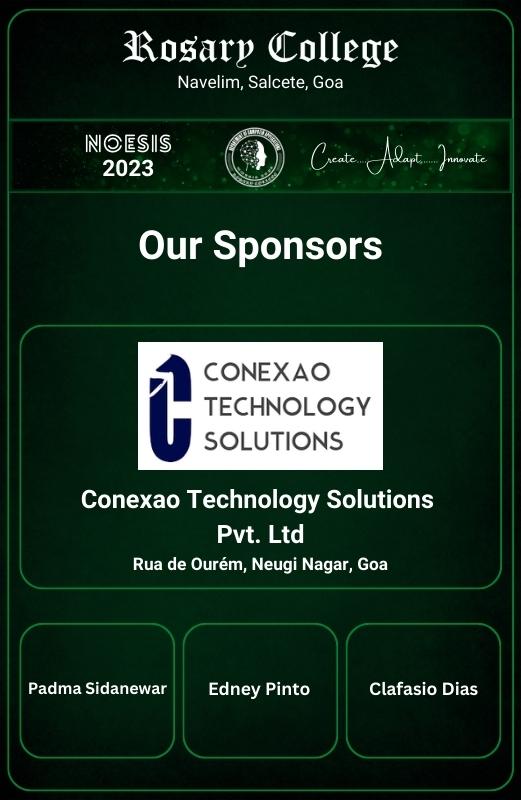 Rosary College
Navelim, Salcete, Goa
NOESIS
2023
Create.... Adapt...... Innovate
Our Sponsors
CONEXAO
TECHNOLOGY
SOLUTIONS
Conexao Technology Solutions
Pvt. Ltd
Rua de Ourém, Neugi Nagar, Goa
Padma Sidanewar
Edney Pinto
Clafasio Dias